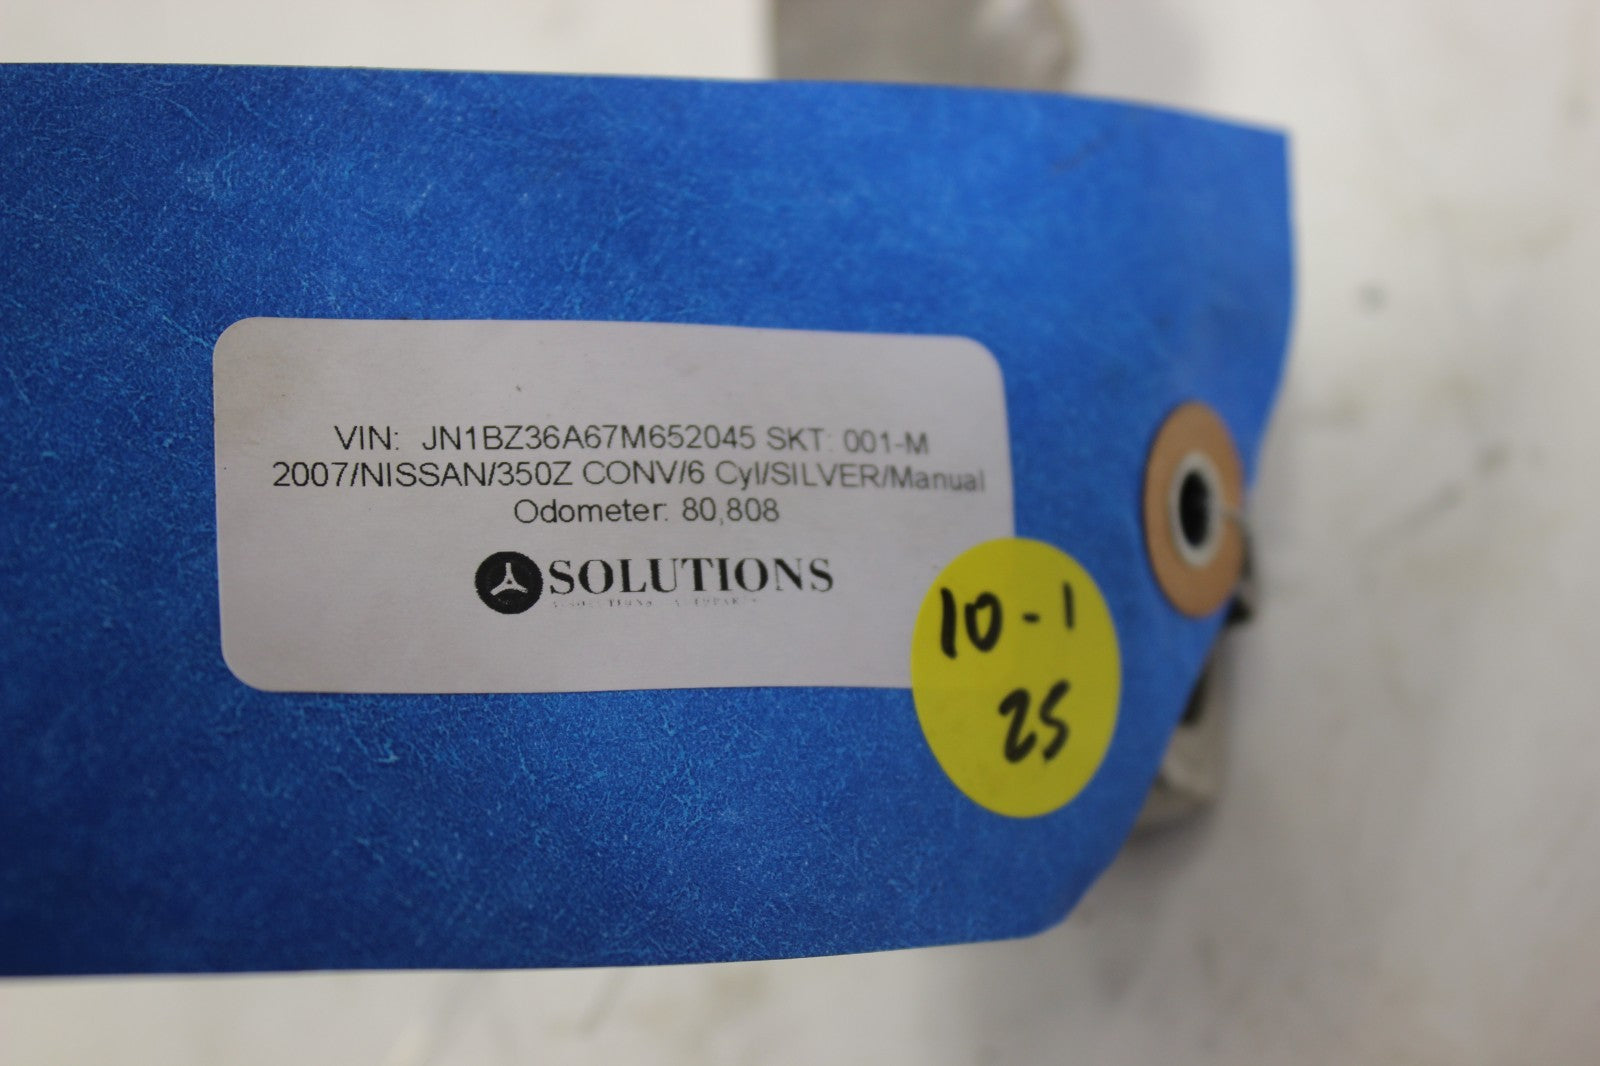 VIN: JN1BZ36A67M652045 SKT: 001-M
2007/NISSAN/350Z CONV/6 Cyl/SILVER/Manual
Odometer: 80,808
SOLUTIONS
10-1
25